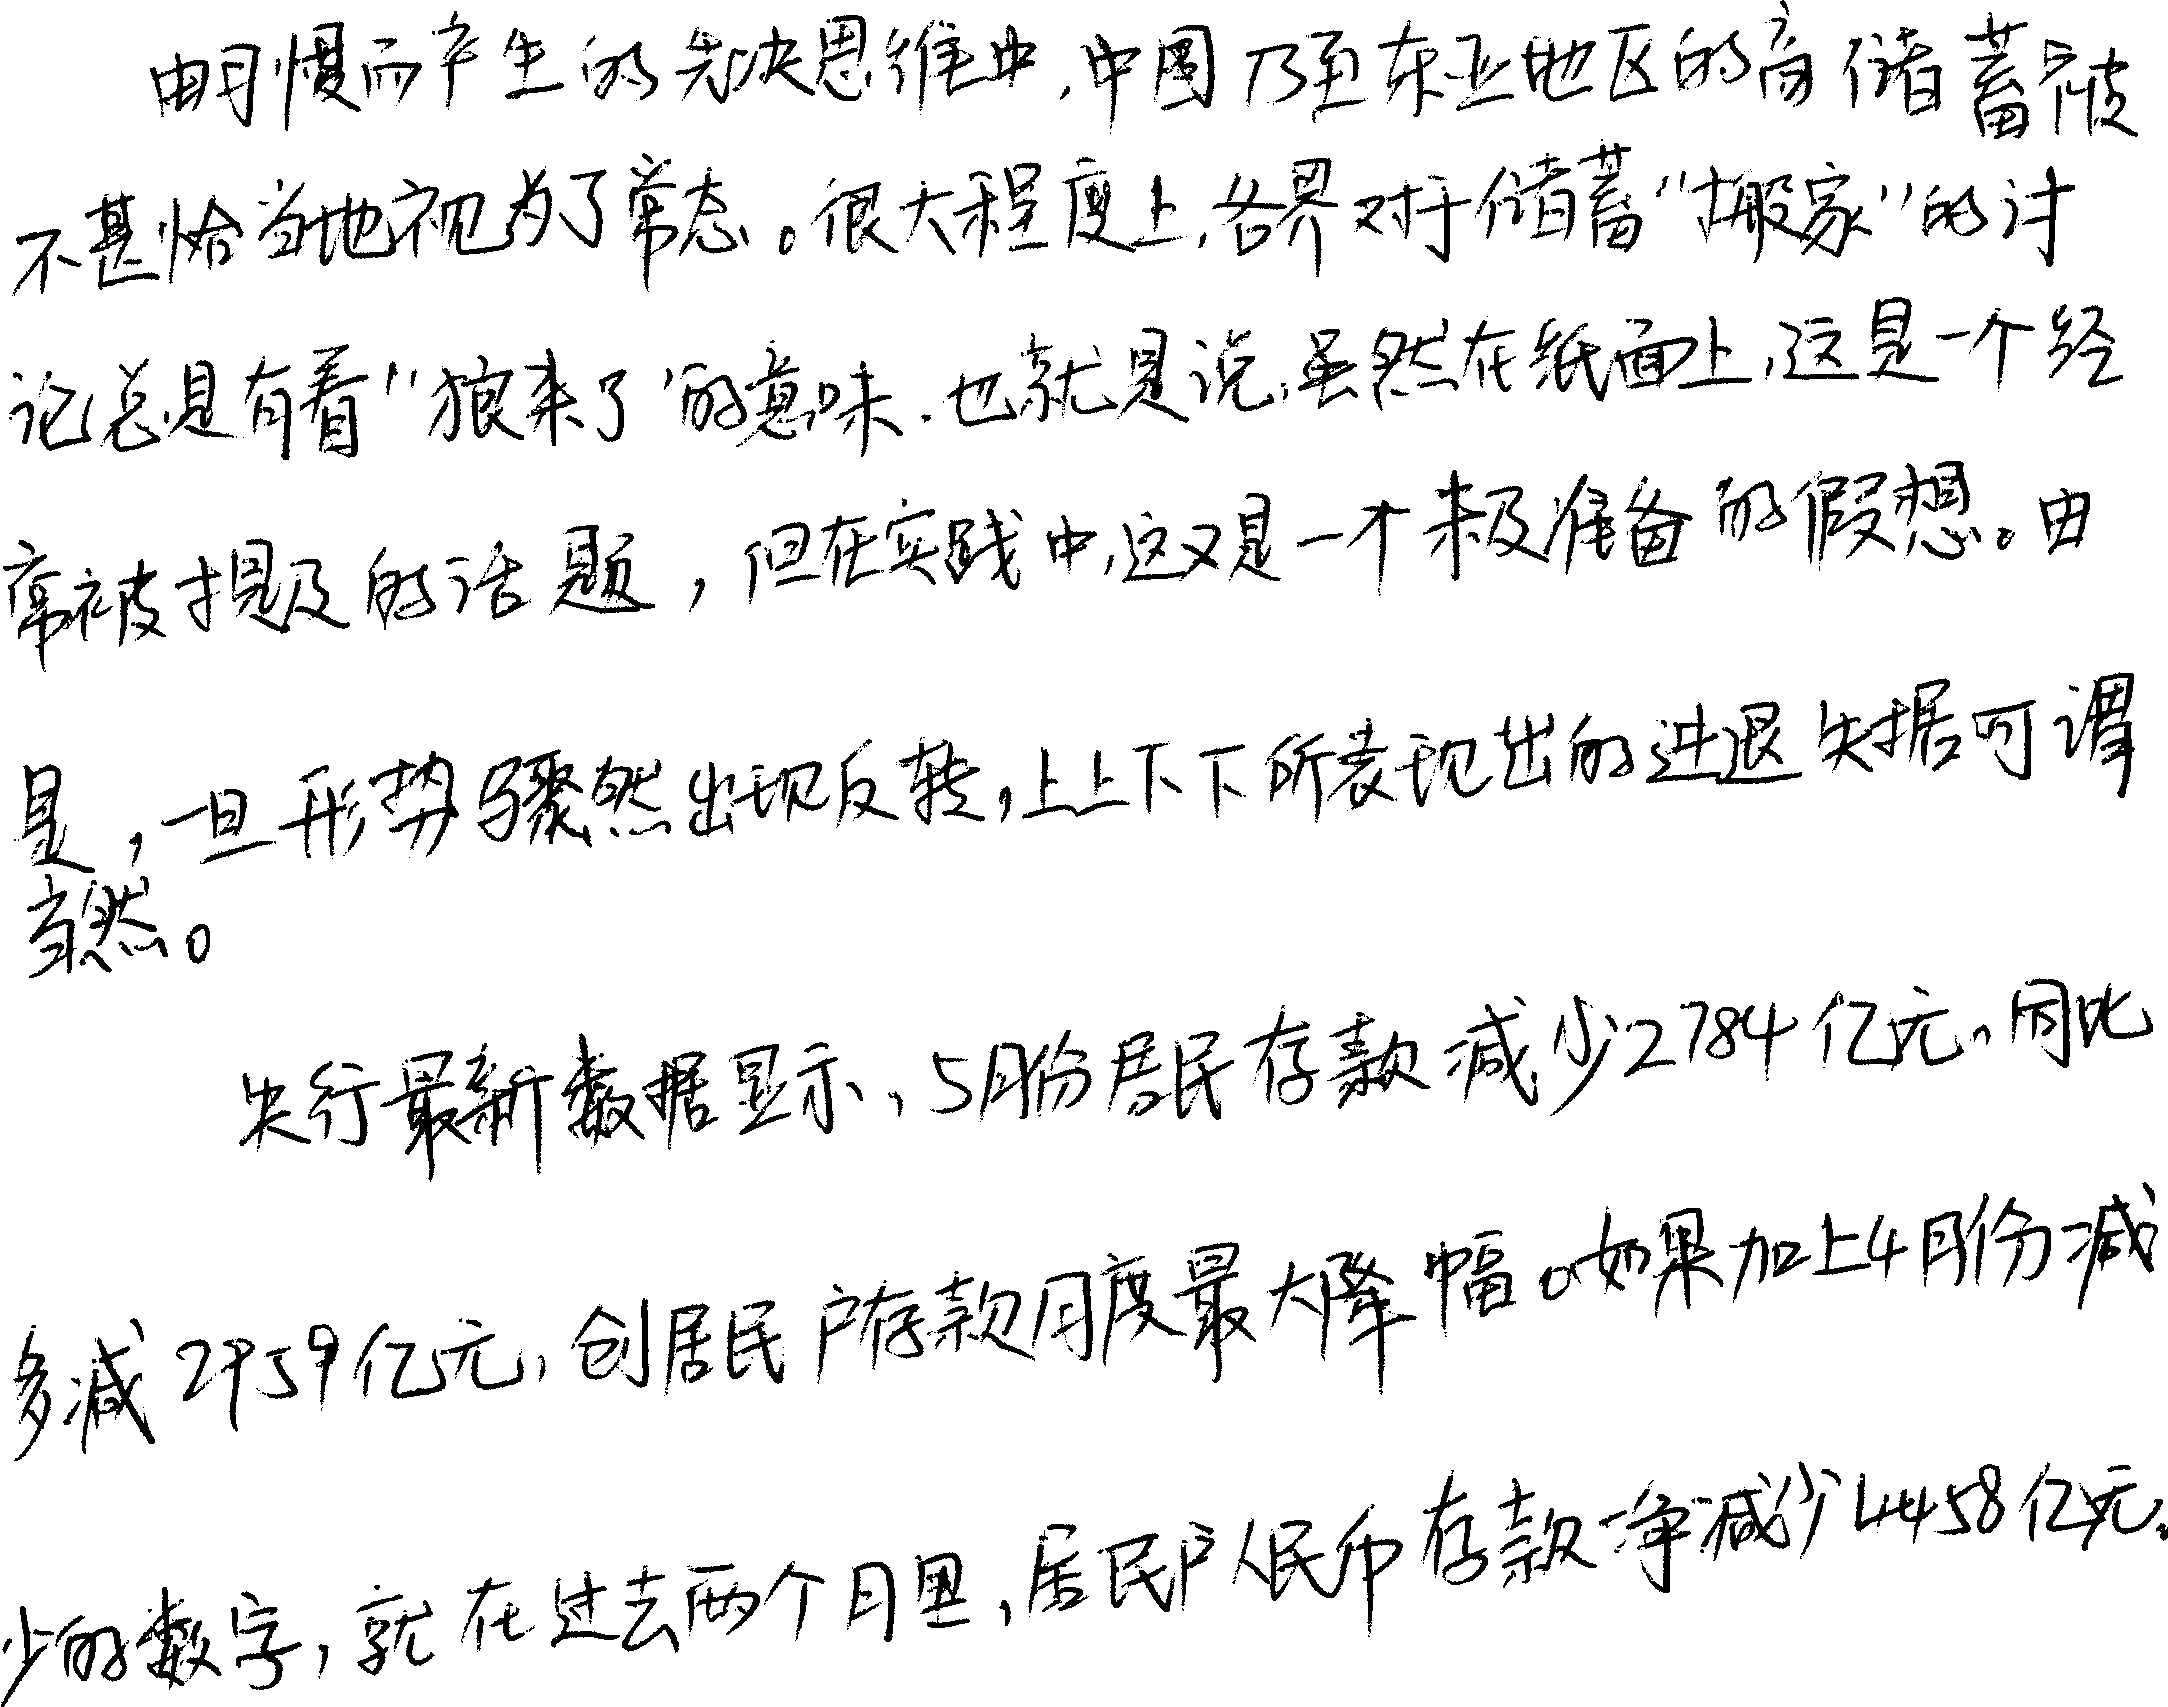 由习惯而产生的先决思维中,中国乃至东亚地区的高储蓄被
不甚恰当地视为了常态。很大程度上,各界对于储蓄“搬家”的讨
论总是有着“狼来了”的意味.也就是说,虽然在纸面上,这是一个经
常被提及的话题,但在实践中,这又是一个未及准备的假想。由
是,一旦形势骤然出现反转,上上下下所表现出的进退失据可谓
当然。
央行最新数据显示,5月份居民存款减少2784亿元,同比
多减2959亿元,创居民户存款月度最大降幅。如果加上4月份减
少的数字,就在过去两个月里,居民户人民币存款净减少4458亿元.